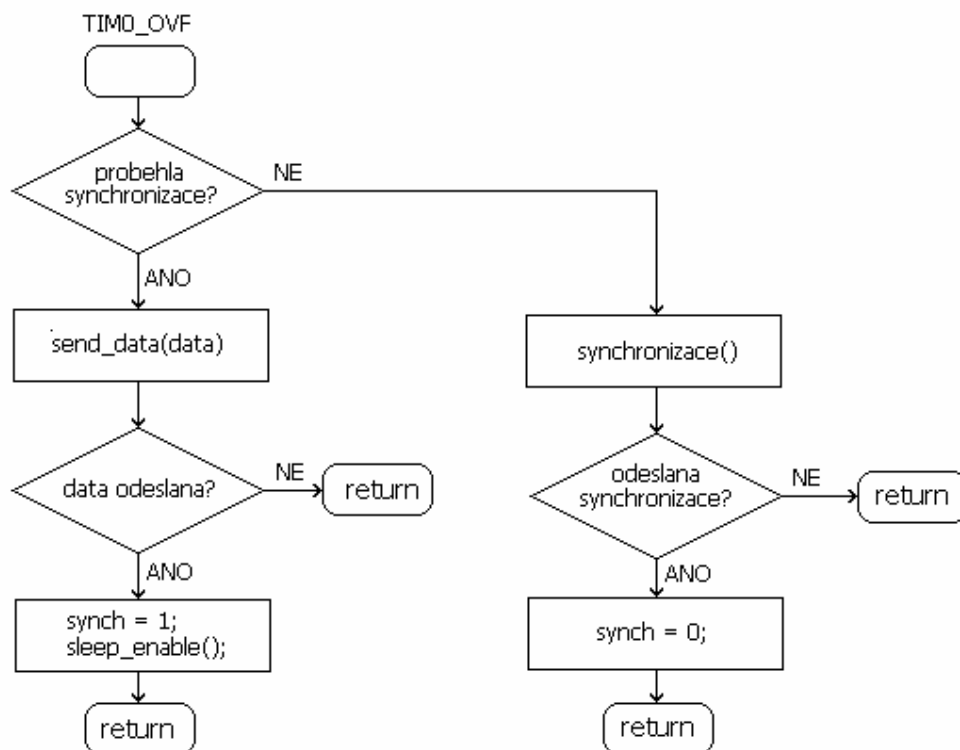 TIM0_OVF
probehla
synchronizace?
NE
ANO
send_data(data)
synchronizace()
data odeslana?
NE
return
odeslana
synchronizace?
NE
return
ANO
synch = 1;
sleep_enable();
return
ANO
synch = 0;
return